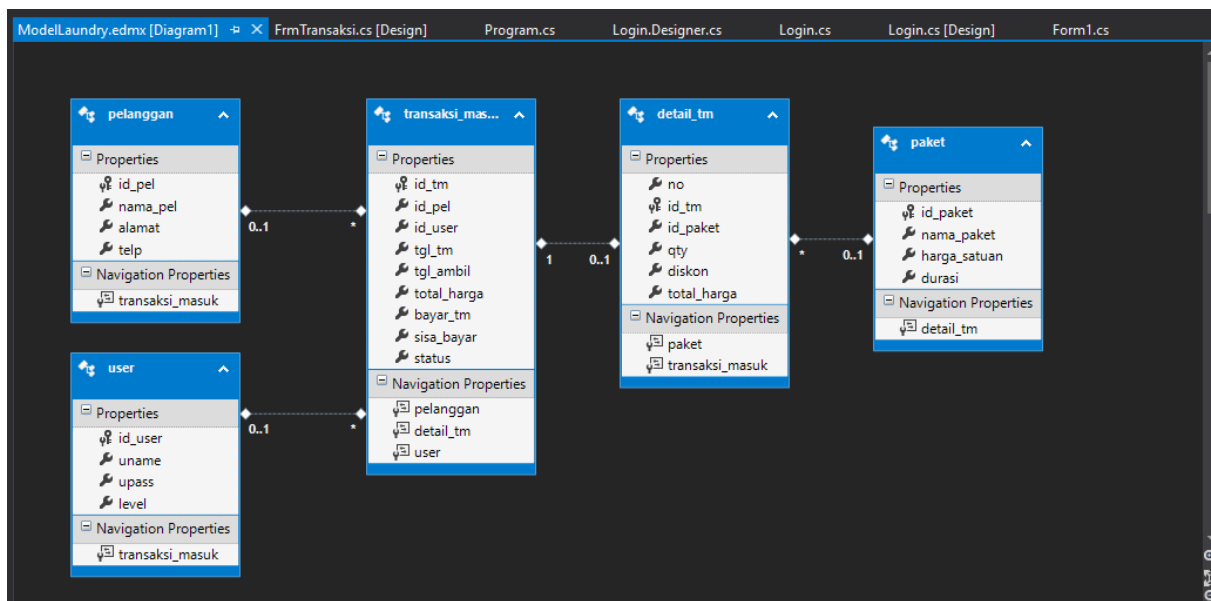 ModelLaundry.edmx [Diagram1] FrmTransaksi.cs [Design] Program.cs Login.Designer.cs Login.cs Login.cs [Design] Form1.cs
pelanggan
Properties
id_pel
nama_pel
alamat
telp
Navigation Properties
transaksi_masuk
0..1
*
user
Properties
id_user
uname
upass
level
Navigation Properties
transaksi_masuk
0..1
*
transaksi_mas...
Properties
id_tm
id_pel
id_user
tgl_tm
tgl_ambil
total_harga
bayar_tm
sisa_bayar
status
Navigation Properties
pelanggan
detail_tm
user
1
0..1
detail_tm
Properties
no
id_tm
id_paket
qty
diskon
total_harga
Navigation Properties
paket
transaksi_masuk
*
0..1
paket
Properties
id_paket
nama_paket
harga_satuan
durasi
Navigation Properties
detail_tm